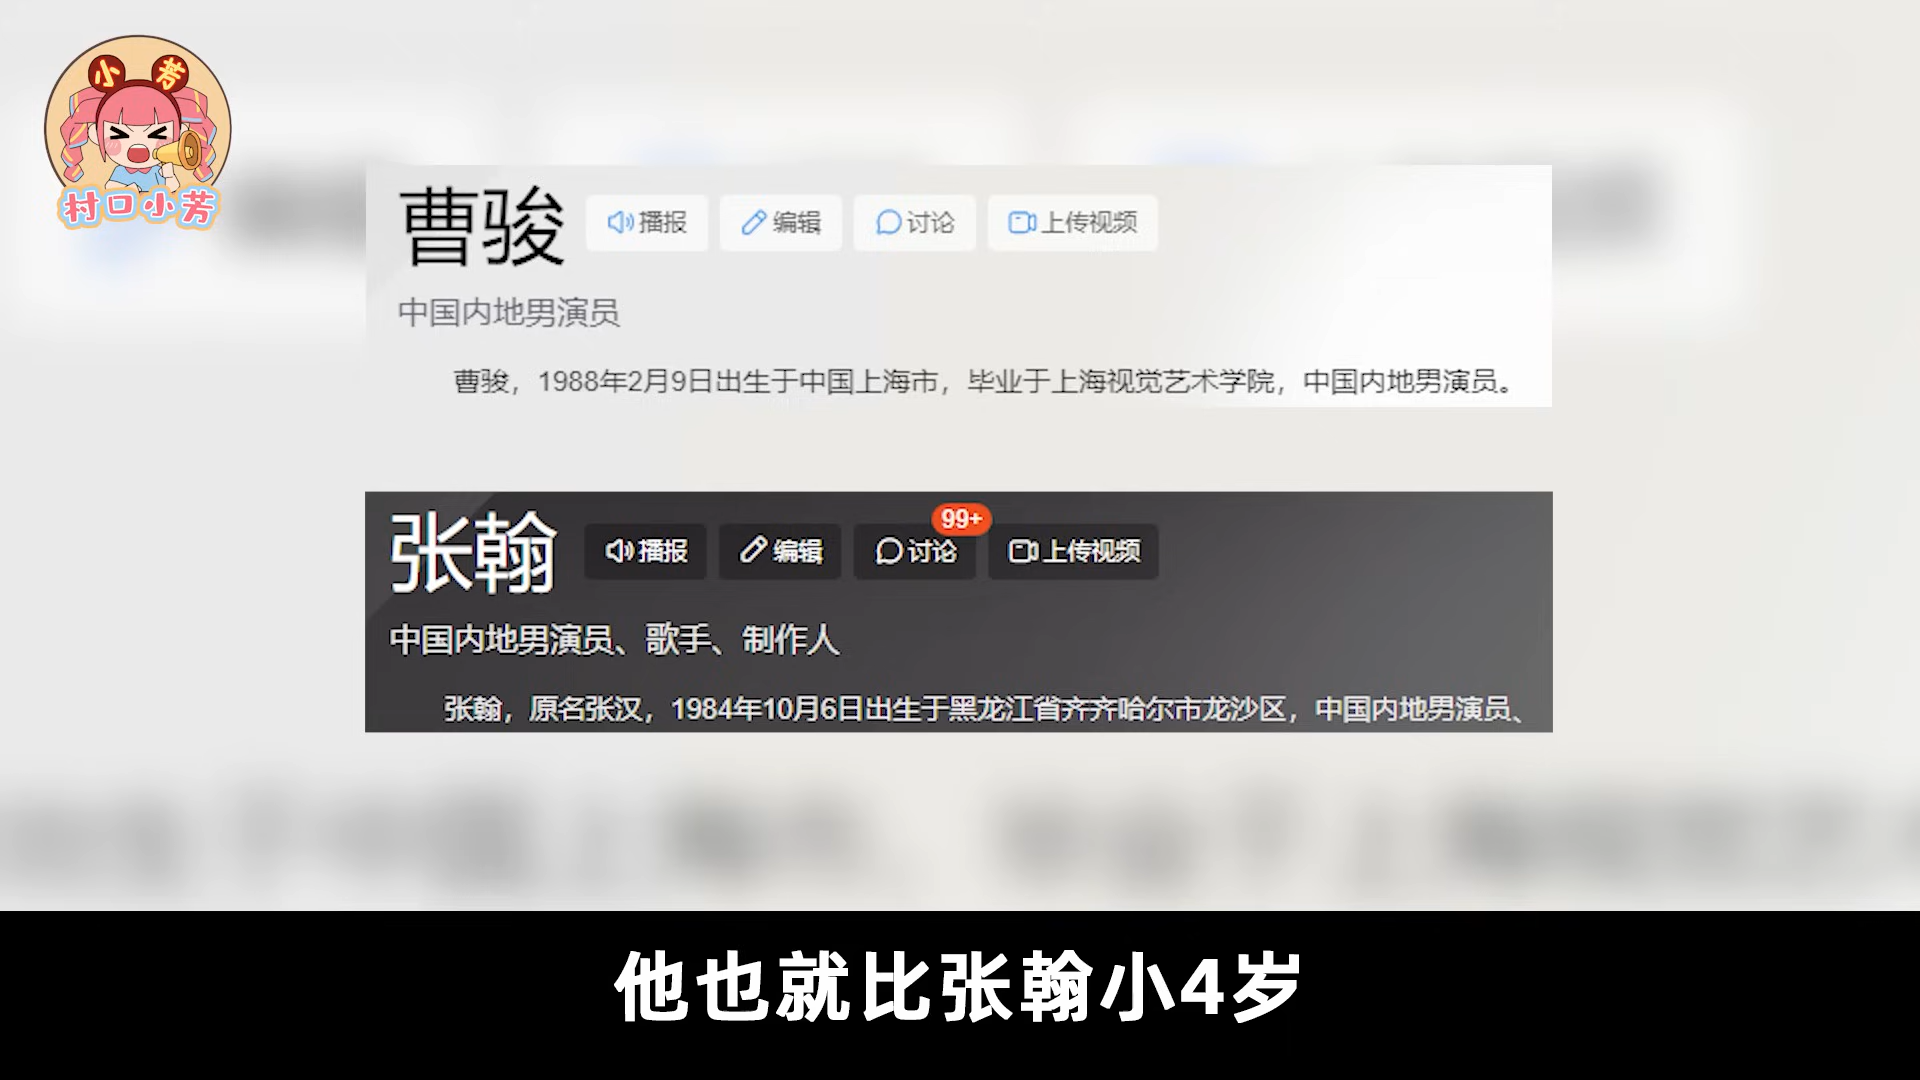 小 芳
村口小芳
曹骏 播报 编辑 讨论 上传视频
中国内地男演员
曹骏，1988年2月9日出生于中国上海市，毕业于上海视觉艺术学院，中国内地男演员。
张翰 播报 编辑 讨论 99+ 上传视频
中国内地男演员、歌手、制作人
张翰，原名张汉，1984年10月6日出生于黑龙江省齐齐哈尔市龙沙区，中国内地男演员、
他也就比张翰小4岁